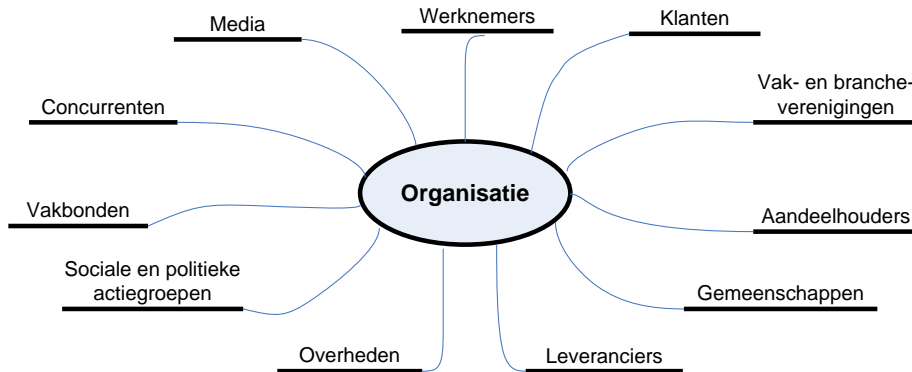 Werknemers
Klanten
Media
Vak- en branche-
verenigingen
Concurrenten
Organisatie
Vakbonden
Aandeelhouders
Sociale en politieke
actiegroepen
Gemeenschappen
Overheden
Leveranciers